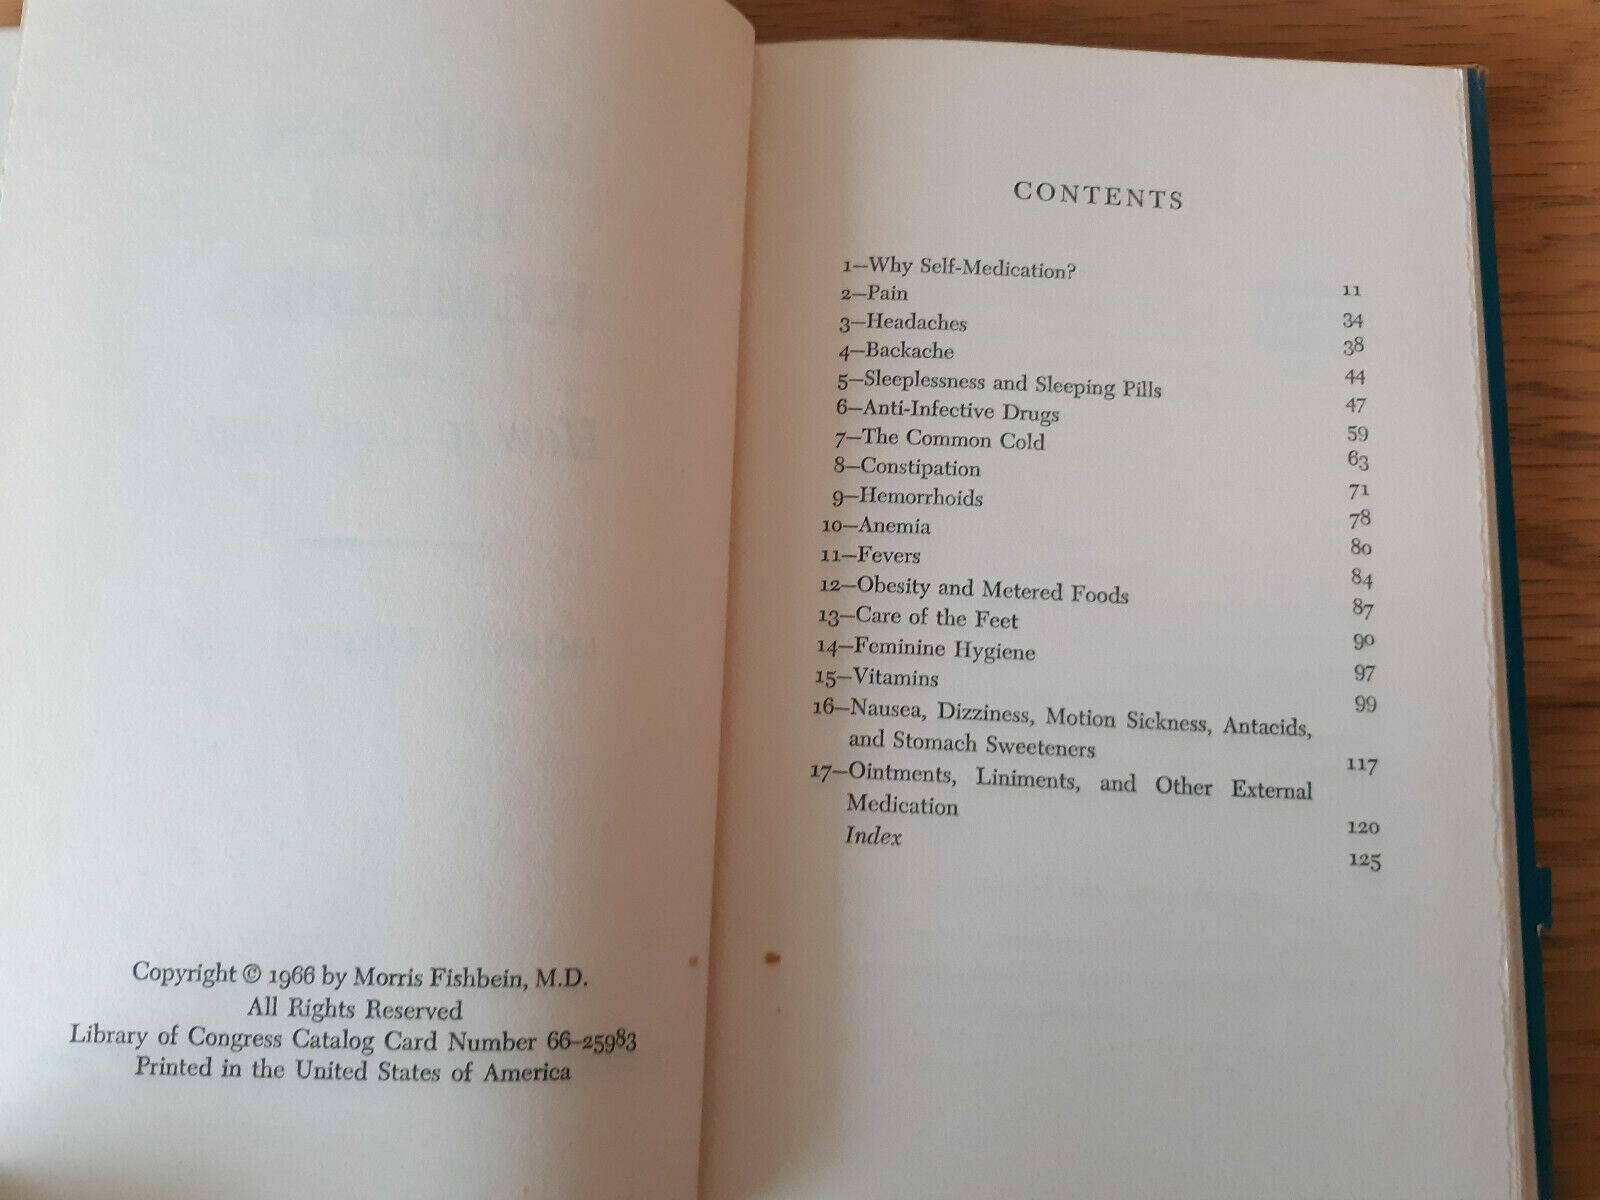 Copyright © 1966 by Morris Fishbein, M.D.
All Rights Reserved
Library of Congress Catalog Card Number 66–25983
Printed in the United States of America
CONTENTS
1—Why Self-Medication? 11
2—Pain 34
3—Headaches 38
4—Backache 44
5—Sleeplessness and Sleeping Pills 47
6—Anti-Infective Drugs 59
7—The Common Cold 63
8—Constipation 71
9—Hemorrhoids 78
10—Anemia 80
11—Fevers 84
12—Obesity and Metered Foods 87
13—Care of the Feet 90
14—Feminine Hygiene 97
15—Vitamins 99
16—Nausea, Dizziness, Motion Sickness, Antacids,
and Stomach Sweeteners 117
17—Ointments, Liniments, and Other External
Medication 120
Index 125